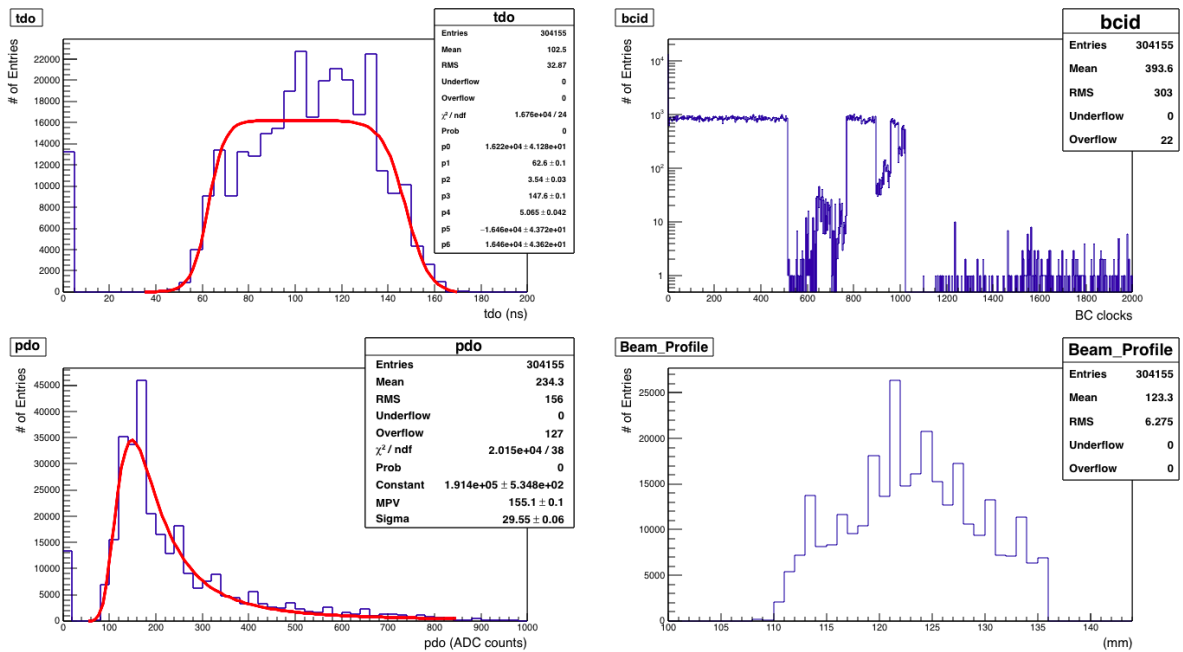 tdo
tdo
Entries 304155
Mean 102.5
RMS 32.87
Underflow 0
Overflow 0
χ² / ndf 1.676e+04 / 24
Prob 0
p0 1.622e+04 ± 4.128e+01
p1 62.6 ± 0.1
p2 3.54 ± 0.03
p3 147.6 ± 0.1
p4 5.065 ± 0.042
p5 −1.646e+04 ± 4.372e+01
p6 1.646e+04 ± 4.362e+01
# of Entries
22000
20000
18000
16000
14000
12000
10000
8000
6000
4000
2000
0
0 20 40 60 80 100 120 140 160 180 200
tdo (ns)
bcid
bcid
Entries 304155
Mean 393.6
RMS 303
Underflow 0
Overflow 22
# of Entries
10⁴
10³
10²
10
1
0 200 400 600 800 1000 1200 1400 1600 1800 2000
BC clocks
pdo
pdo
Entries 304155
Mean 234.3
RMS 156
Underflow 0
Overflow 127
χ² / ndf 2.015e+04 / 38
Prob 0
Constant 1.914e+05 ± 5.348e+02
MPV 155.1 ± 0.1
Sigma 29.55 ± 0.06
# of Entries
45000
40000
35000
30000
25000
20000
15000
10000
5000
0
0 100 200 300 400 500 600 700 800 900 1000
pdo (ADC counts)
Beam_Profile
Beam_Profile
Entries 304155
Mean 123.3
RMS 6.275
Underflow 0
Overflow 0
# of Entries
25000
20000
15000
10000
5000
0
100 105 110 115 120 125 130 135 140
(mm)